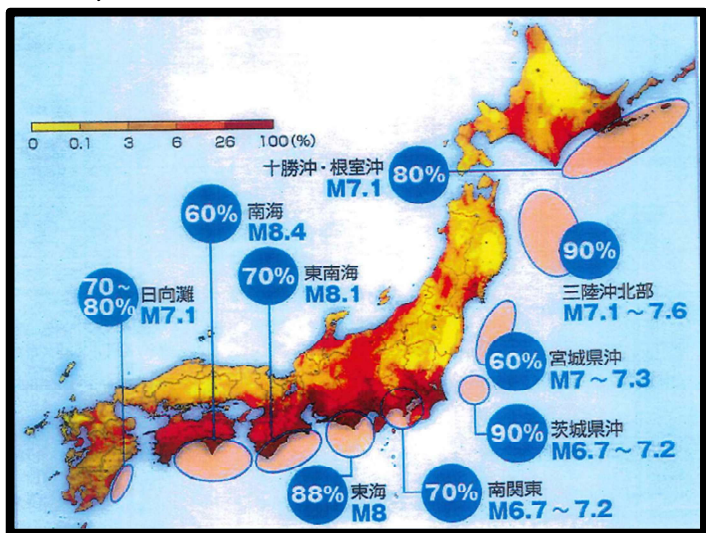 0 0.1 3 6 26 100(%)
十勝沖・根室沖
M7.1
80%
60%
南海
M8.4
90%
70%
東南海
M8.1
70~
80%
日向灘
M7.1
三陸沖北部
M7.1~7.6
60%
宮城県沖
M7~7.3
90%
茨城県沖
M6.7~7.2
88%
東海
M8
70%
南関東
M6.7~7.2